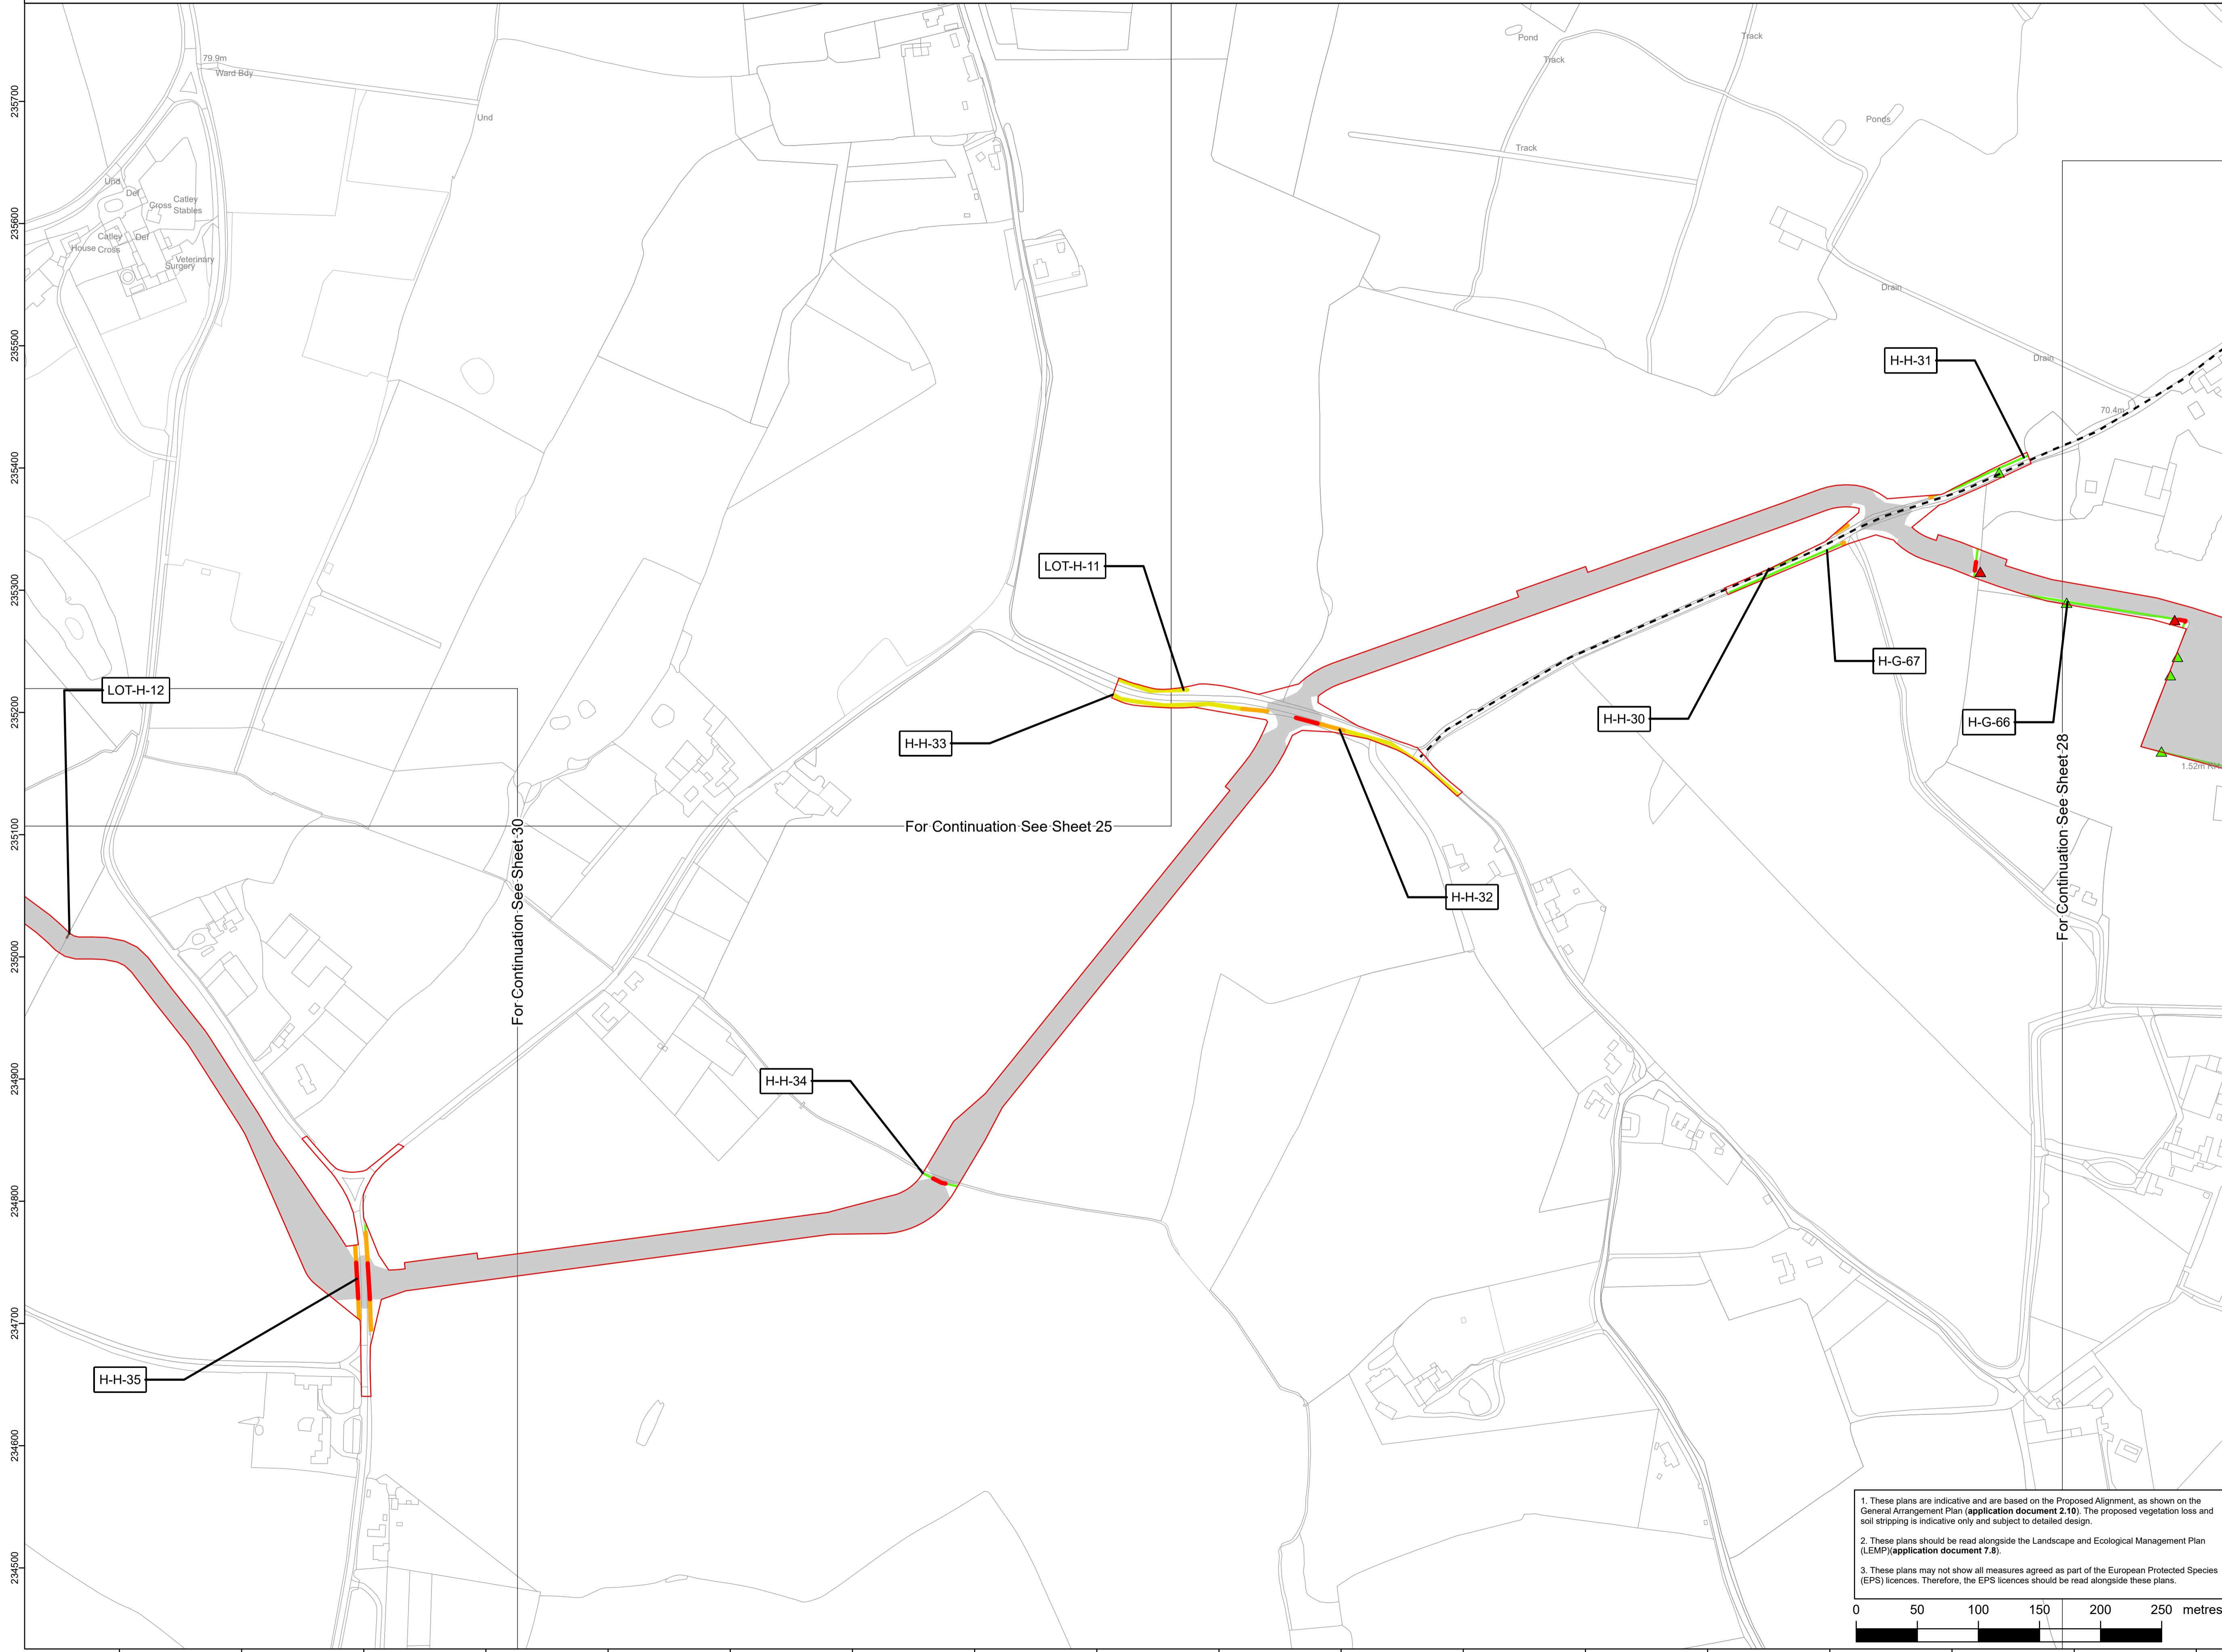 235700
235600
235500
235400
235300
235200
235100
235000
234900
234800
234700
234600
234500
79.9m
Ward Bdy
Und
Und
Def
Cross
Catley
Stables
Catley
Def
House
Cross
Veterinary
Surgery
Pond
Track
Track
Ponds
Track
Drain
Drain
70.4m
H-H-31
LOT-H-11
H-G-67
LOT-H-12
H-H-30
H-G-66
H-H-33
1.52m RH
For Continuation See Sheet 28
For Continuation See Sheet 25
For Continuation See Sheet 30
H-H-32
H-H-34
H-H-35
1. These plans are indicative and are based on the Proposed Alignment, as shown on the
General Arrangement Plan (application document 2.10). The proposed vegetation loss and
soil stripping is indicative only and subject to detailed design.
2. These plans should be read alongside the Landscape and Ecological Management Plan
(LEMP)(application document 7.8).
3. These plans may not show all measures agreed as part of the European Protected Species
(EPS) licences. Therefore, the EPS licences should be read alongside these plans.
0 50 100 150 200 250 metres